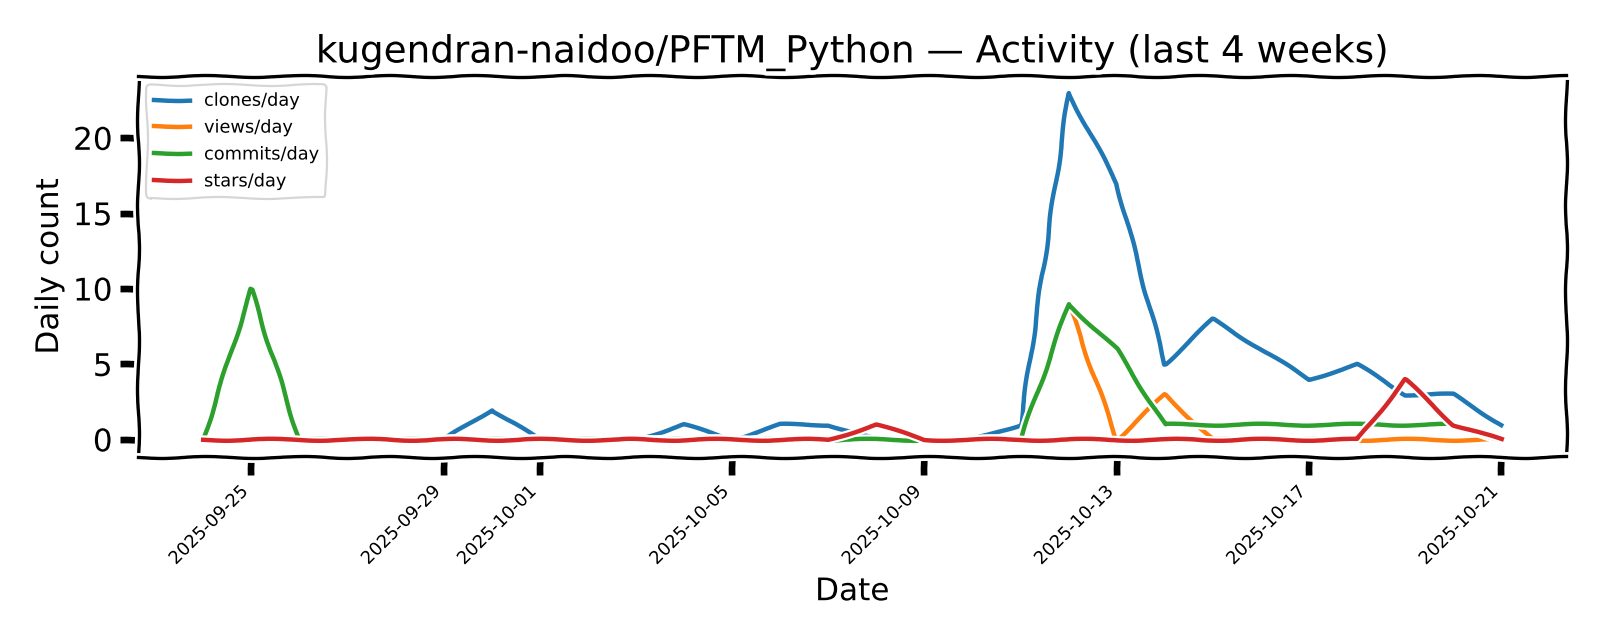 kugendran-naidoo/PFTM_Python — Activity (last 4 weeks)
clones/day
views/day
commits/day
stars/day
Daily count
20
15
10
5
0
2025-09-25
2025-09-29
2025-10-01
2025-10-05
2025-10-09
2025-10-13
2025-10-17
2025-10-21
Date